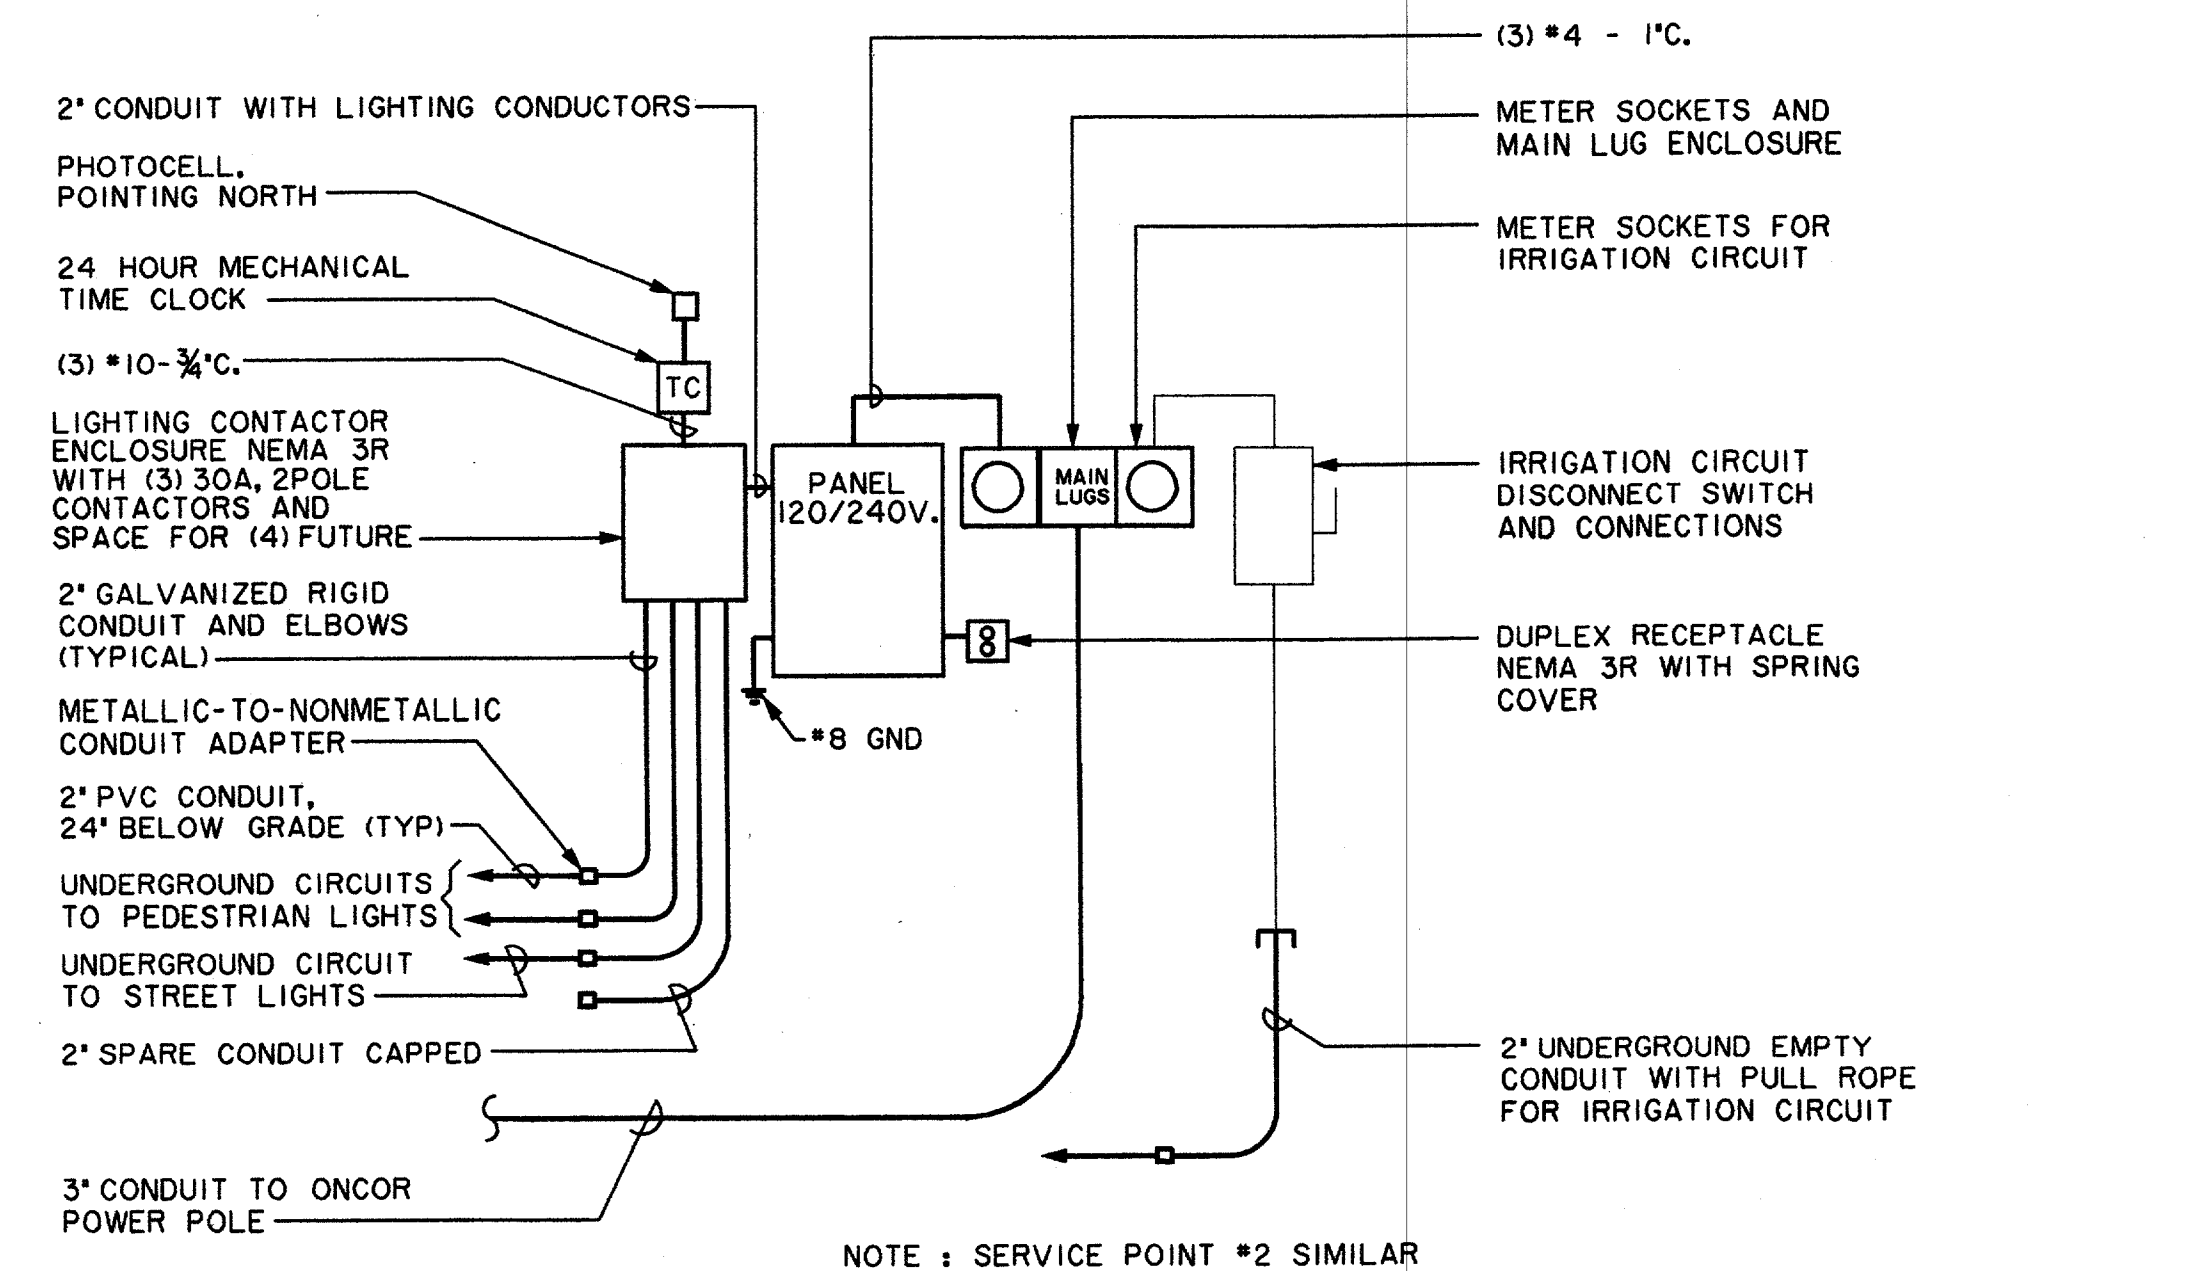 (3) #4 - 1"C.
2" CONDUIT WITH LIGHTING CONDUCTORS
PHOTOCELL.
POINTING NORTH
24 HOUR MECHANICAL
TIME CLOCK
(3) #10-3/4"C.
LIGHTING CONTACTOR
ENCLOSURE NEMA 3R
WITH (3) 30A, 2POLE
CONTACTORS AND
SPACE FOR (4) FUTURE
2" GALVANIZED RIGID
CONDUIT AND ELBOWS
(TYPICAL)
METALLIC-TO-NONMETALLIC
CONDUIT ADAPTER
2" PVC CONDUIT,
24" BELOW GRADE (TYP)
UNDERGROUND CIRCUITS
TO PEDESTRIAN LIGHTS
UNDERGROUND CIRCUIT
TO STREET LIGHTS
2" SPARE CONDUIT CAPPED
3" CONDUIT TO ONCOR
POWER POLE
TC
PANEL
120/240V.
MAIN
LUGS
#8 GND
METER SOCKETS AND
MAIN LUG ENCLOSURE
METER SOCKETS FOR
IRRIGATION CIRCUIT
IRRIGATION CIRCUIT
DISCONNECT SWITCH
AND CONNECTIONS
DUPLEX RECEPTACLE
NEMA 3R WITH SPRING
COVER
2" UNDERGROUND EMPTY
CONDUIT WITH PULL ROPE
FOR IRRIGATION CIRCUIT
NOTE : SERVICE POINT #2 SIMILAR